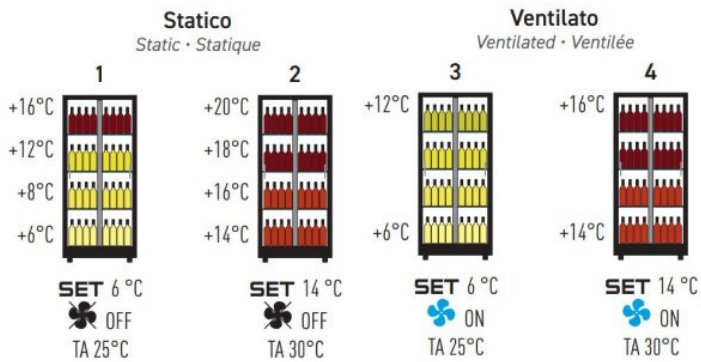 Statico
Static • Statique
Ventilato
Ventilated • Ventilée
1
2
3
4
+16°C
+12°C
+8°C
+6°C
+20°C
+18°C
+16°C
+14°C
+12°C
+6°C
+16°C
+14°C
SET 6 °C
OFF
TA 25°C
SET 14 °C
OFF
TA 30°C
SET 6 °C
ON
TA 25°C
SET 14 °C
ON
TA 30°C